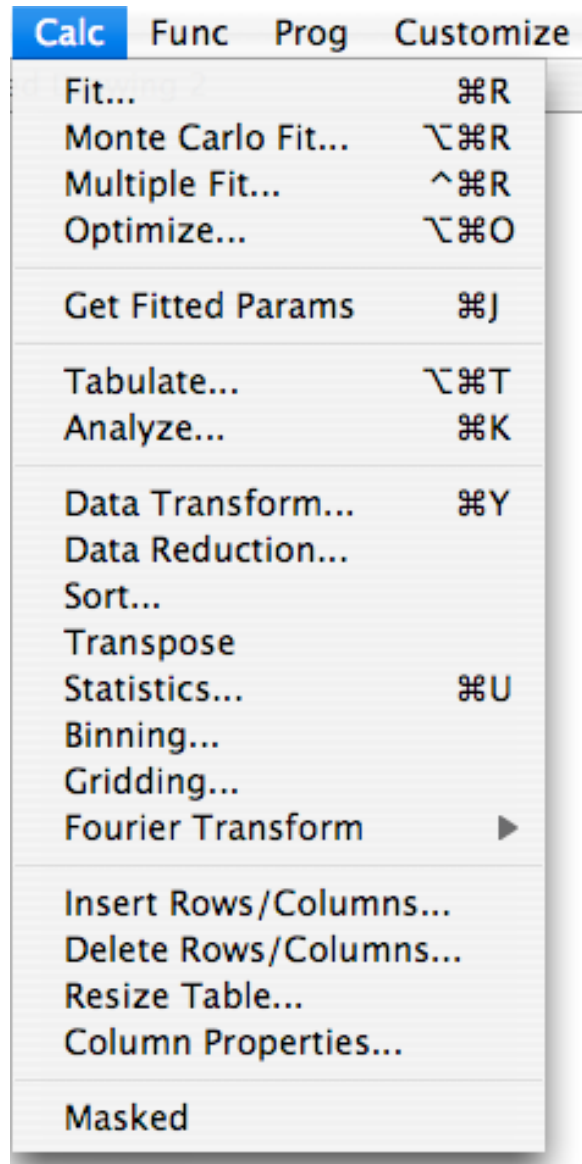 Calc Func Prog Customize
Fit... ⌘R
Monte Carlo Fit... ⌥⌘R
Multiple Fit... ^⌘R
Optimize... ⌥⌘O
Get Fitted Params ⌘J
Tabulate... ⌥⌘T
Analyze... ⌘K
Data Transform... ⌘Y
Data Reduction...
Sort...
Transpose
Statistics... ⌘U
Binning...
Gridding...
Fourier Transform ▶
Insert Rows/Columns...
Delete Rows/Columns...
Resize Table...
Column Properties...
Masked